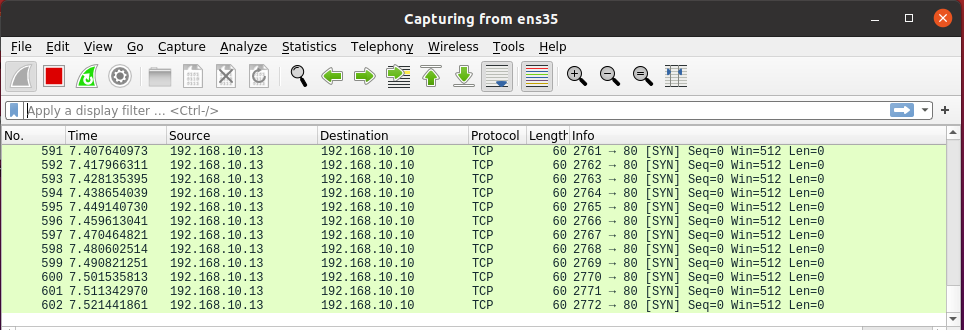 Capturing from ens35
File Edit View Go Capture Analyze Statistics Telephony Wireless Tools Help
Apply a display filter … <Ctrl-/>
No. Time Source Destination Protocol Length Info
591 7.407640973 192.168.10.13 192.168.10.10 TCP 60 2761 → 80 [SYN] Seq=0 Win=512 Len=0
592 7.417966311 192.168.10.13 192.168.10.10 TCP 60 2762 → 80 [SYN] Seq=0 Win=512 Len=0
593 7.428135395 192.168.10.13 192.168.10.10 TCP 60 2763 → 80 [SYN] Seq=0 Win=512 Len=0
594 7.438654039 192.168.10.13 192.168.10.10 TCP 60 2764 → 80 [SYN] Seq=0 Win=512 Len=0
595 7.449140730 192.168.10.13 192.168.10.10 TCP 60 2765 → 80 [SYN] Seq=0 Win=512 Len=0
596 7.459613041 192.168.10.13 192.168.10.10 TCP 60 2766 → 80 [SYN] Seq=0 Win=512 Len=0
597 7.470464821 192.168.10.13 192.168.10.10 TCP 60 2767 → 80 [SYN] Seq=0 Win=512 Len=0
598 7.480602514 192.168.10.13 192.168.10.10 TCP 60 2768 → 80 [SYN] Seq=0 Win=512 Len=0
599 7.490821251 192.168.10.13 192.168.10.10 TCP 60 2769 → 80 [SYN] Seq=0 Win=512 Len=0
600 7.501535813 192.168.10.13 192.168.10.10 TCP 60 2770 → 80 [SYN] Seq=0 Win=512 Len=0
601 7.511342970 192.168.10.13 192.168.10.10 TCP 60 2771 → 80 [SYN] Seq=0 Win=512 Len=0
602 7.521441861 192.168.10.13 192.168.10.10 TCP 60 2772 → 80 [SYN] Seq=0 Win=512 Len=0